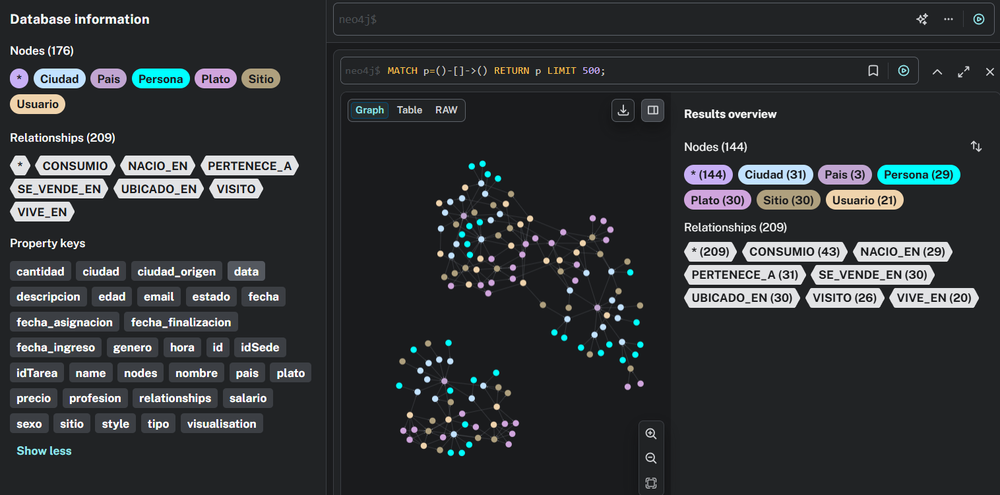 Database information
Nodes (176)
* Ciudad Pais Persona Plato Sitio
Usuario
Relationships (209)
* CONSUMIO NACIO_EN PERTENECE_A
SE_VENDE_EN UBICADO_EN VISITO
VIVE_EN
Property keys
cantidad ciudad ciudad_origen data
descripcion edad email estado fecha
fecha_asignacion fecha_finalizacion
fecha_ingreso genero hora id idSede
idTarea name nodes nombre pais plato
precio profesion relationships salario
sexo sitio style tipo visualisation
Show less
neo4j$
neo4j$ MATCH p=()-[]->() RETURN p LIMIT 500;
Graph Table RAW
Results overview
Nodes (144)
* (144) Ciudad (31) Pais (3) Persona (29)
Plato (30) Sitio (30) Usuario (21)
Relationships (209)
* (209) CONSUMIO (43) NACIO_EN (29)
PERTENECE_A (31) SE_VENDE_EN (30)
UBICADO_EN (30) VISITO (26) VIVE_EN (20)